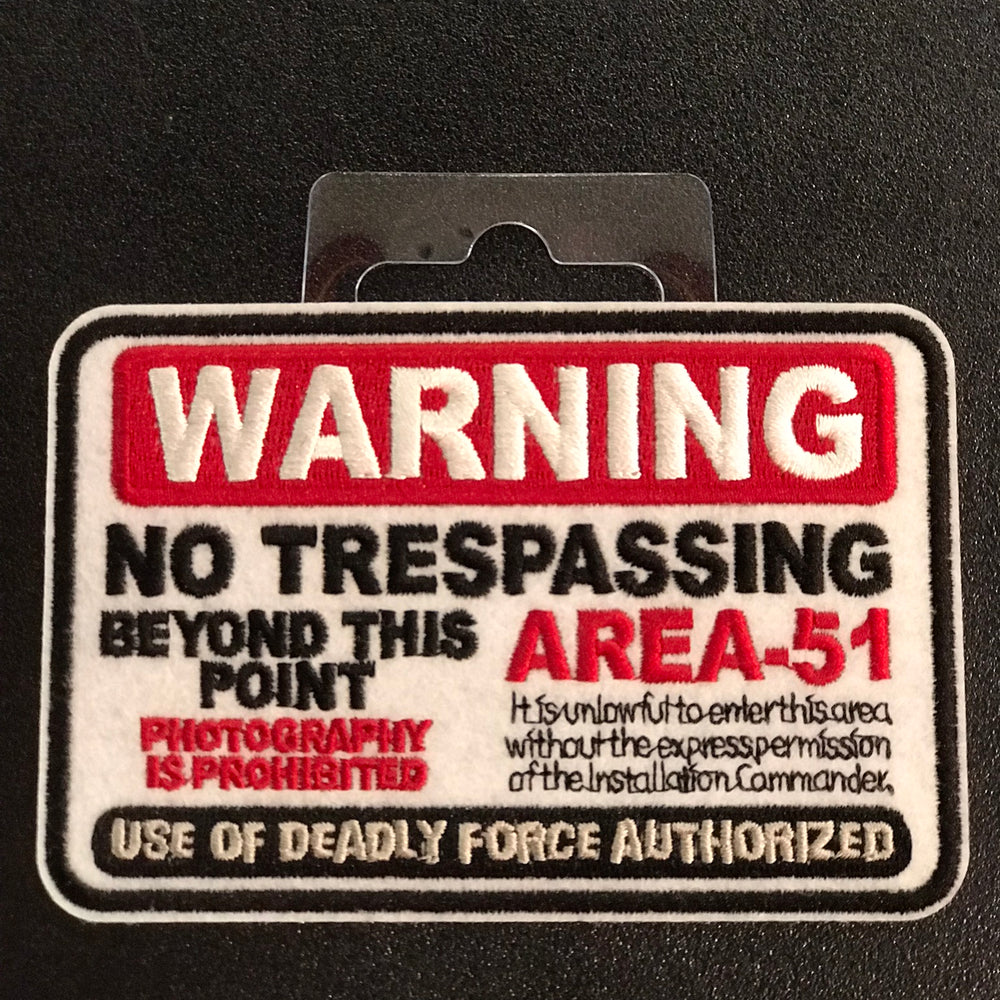 WARNING
NO TRESPASSING
BEYOND THIS
POINT
PHOTOGRAPHY
IS PROHIBITED
AREA-51
It is unlawful to enter this area
without the express permission
of the Installation Commander.
USE OF DEADLY FORCE AUTHORIZED